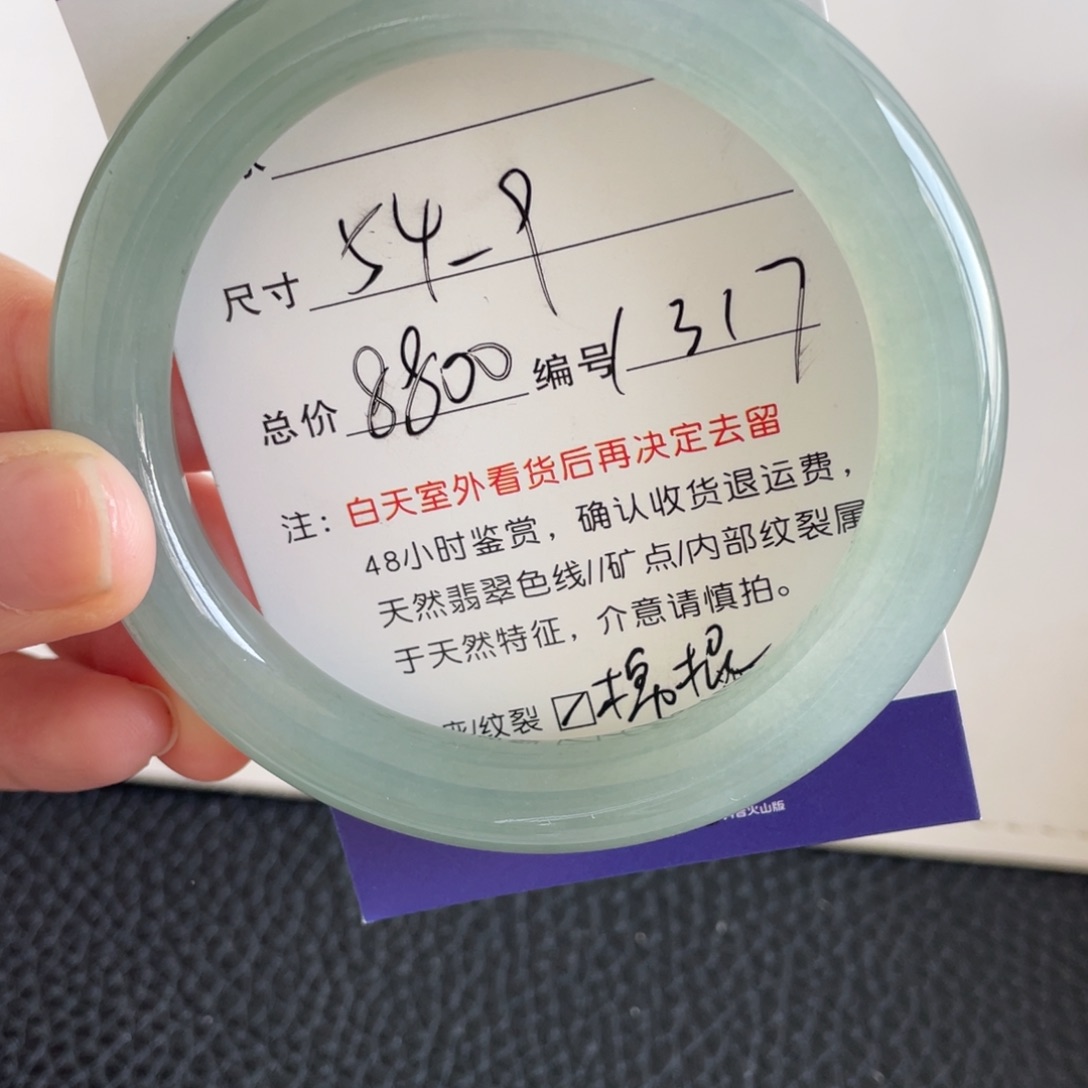 尺寸 54-9
总价 8800 编号 1317
注：白天室外看货后再决定去留
48小时鉴赏，确认收货退运费，
天然翡翠色线//矿点/内部纹裂属
于天然特征，介意请慎拍。
纹裂 ☑棉
火山版